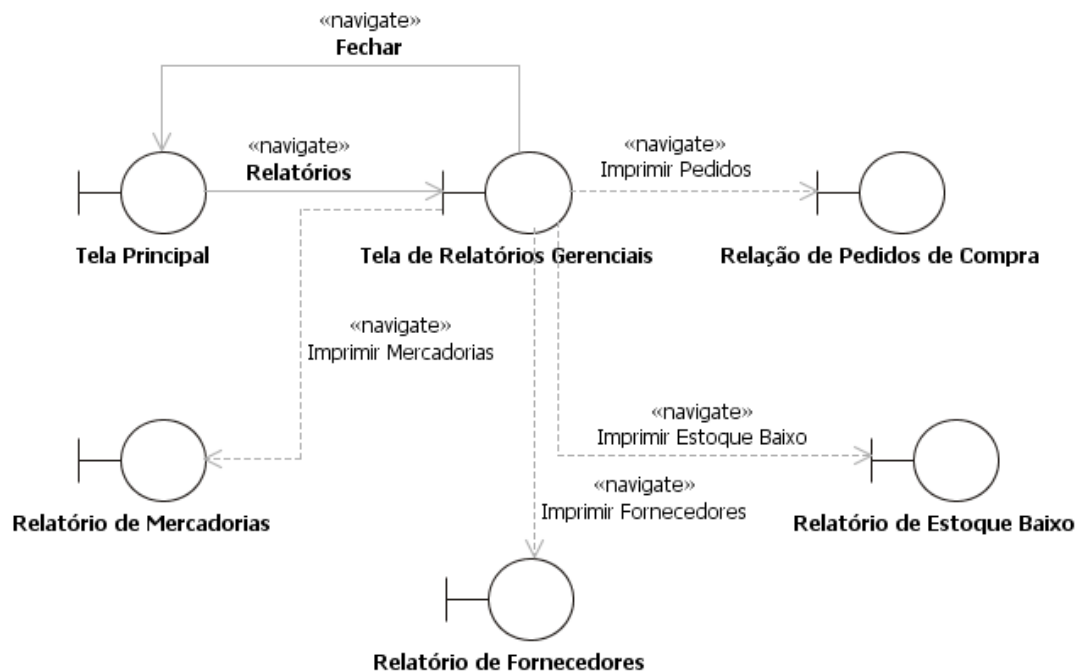 «navigate»
Fechar
«navigate»
Relatórios
«navigate»
Imprimir Pedidos
Tela Principal
Tela de Relatórios Gerenciais
Relação de Pedidos de Compra
«navigate»
Imprimir Mercadorias
«navigate»
Imprimir Estoque Baixo
«navigate»
Imprimir Fornecedores
Relatório de Mercadorias
Relatório de Estoque Baixo
Relatório de Fornecedores